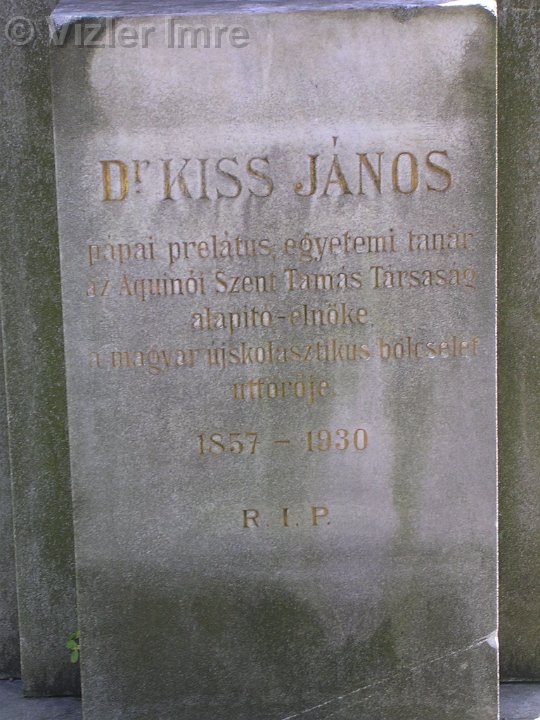 © Vizler Imre
Dr KISS JÁNOS
pápai prelátus, egyetemi tanár,
az Aquinói Szent Tamás Társaság
alapitó-elnöke,
a magyar újskolasztikus bölcselet
úttörője.
1857 - 1930
R. I. P.